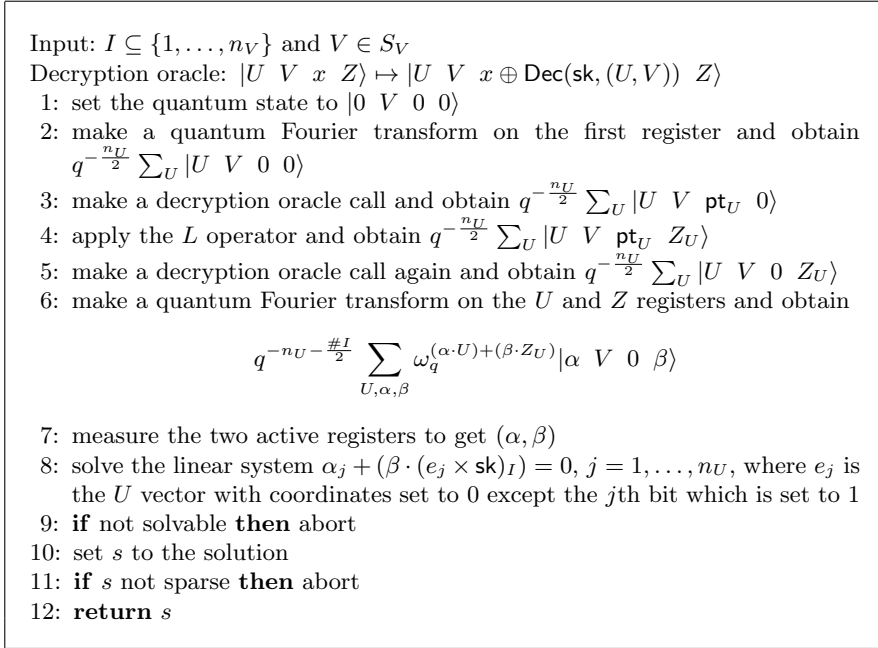 Input: I ⊆ {1, . . . , n_V} and V ∈ S_V
Decryption oracle: |U V x Z⟩ ↦ |U V x ⊕ Dec(sk, (U, V)) Z⟩
1: set the quantum state to |0 V 0 0⟩
2: make a quantum Fourier transform on the first register and obtain
q^{-\frac{n_U}{2}} ∑_U |U V 0 0⟩
3: make a decryption oracle call and obtain q^{-\frac{n_U}{2}} ∑_U |U V pt_U 0⟩
4: apply the L operator and obtain q^{-\frac{n_U}{2}} ∑_U |U V pt_U Z_U⟩
5: make a decryption oracle call again and obtain q^{-\frac{n_U}{2}} ∑_U |U V 0 Z_U⟩
6: make a quantum Fourier transform on the U and Z registers and obtain
q^{-n_U-\frac{#I}{2}} ∑_{U,α,β} ω_q^{(α·U)+(β·Z_U)} |α V 0 β⟩
7: measure the two active registers to get (α, β)
8: solve the linear system α_j + (β · (e_j × sk)_I) = 0, j = 1, . . . , n_U, where e_j is
the U vector with coordinates set to 0 except the jth bit which is set to 1
9: if not solvable then abort
10: set s to the solution
11: if s not sparse then abort
12: return s